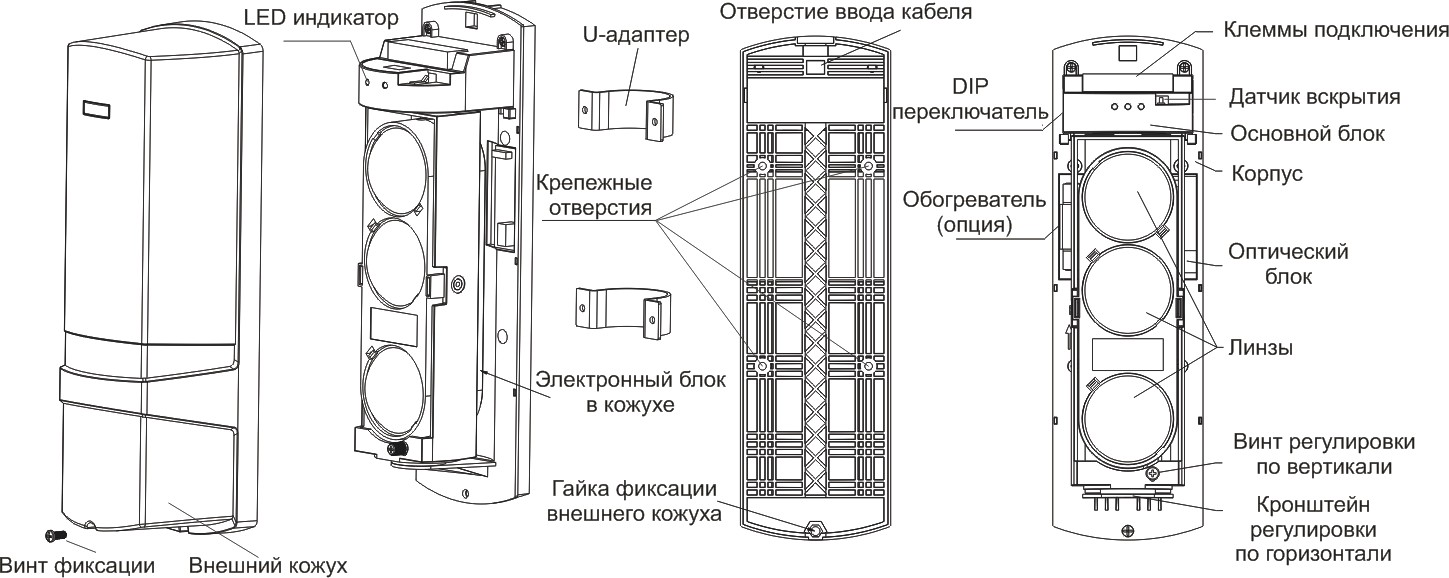 LED индикатор
U-адаптер
Отверстие ввода кабеля
Клеммы подключения
DIP
переключатель
Датчик вскрытия
Основной блок
Корпус
Крепежные
отверстия
Обогреватель
(опция)
Оптический
блок
Линзы
Электронный блок
в кожухе
Винт регулировки
по вертикали
Гайка фиксации
внешнего кожуха
Кронштейн
регулировки
по горизонтали
Винт фиксации
Внешний кожух